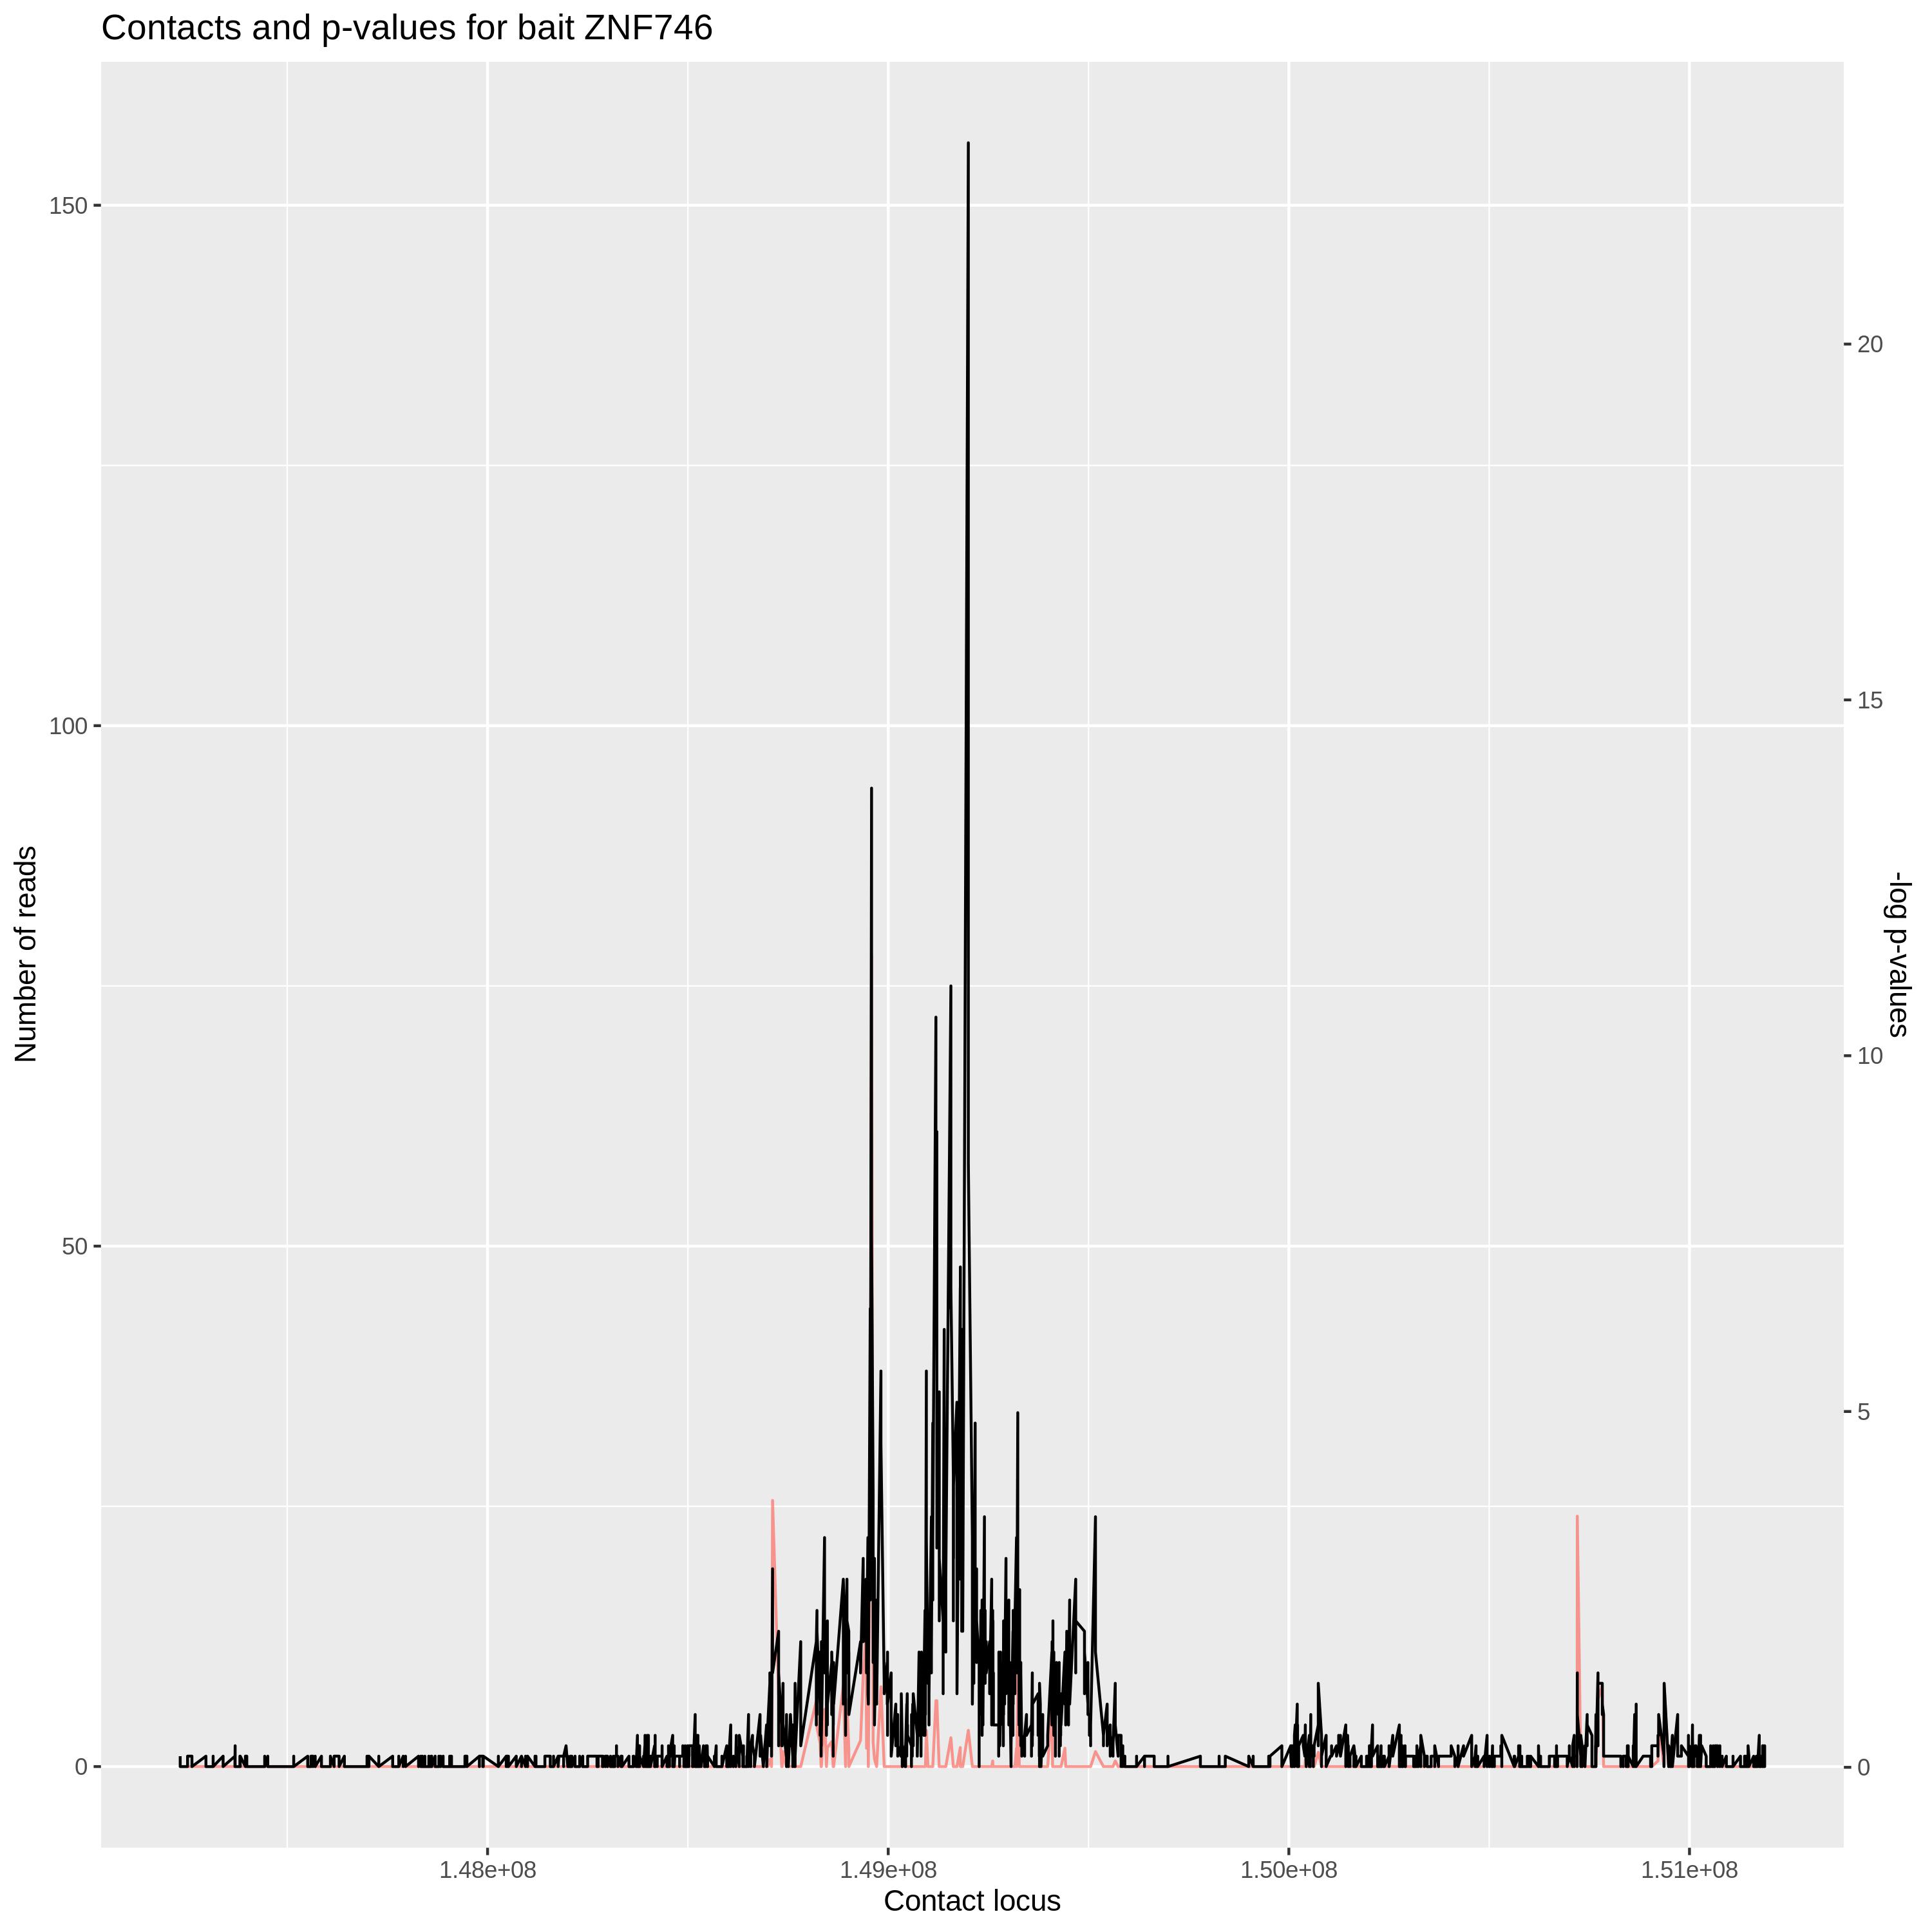 Contacts and p-values for bait ZNF746
150
100
50
0
Number of reads
20
15
10
5
0
-log p-values
1.48e+08
1.49e+08
1.50e+08
1.51e+08
Contact locus